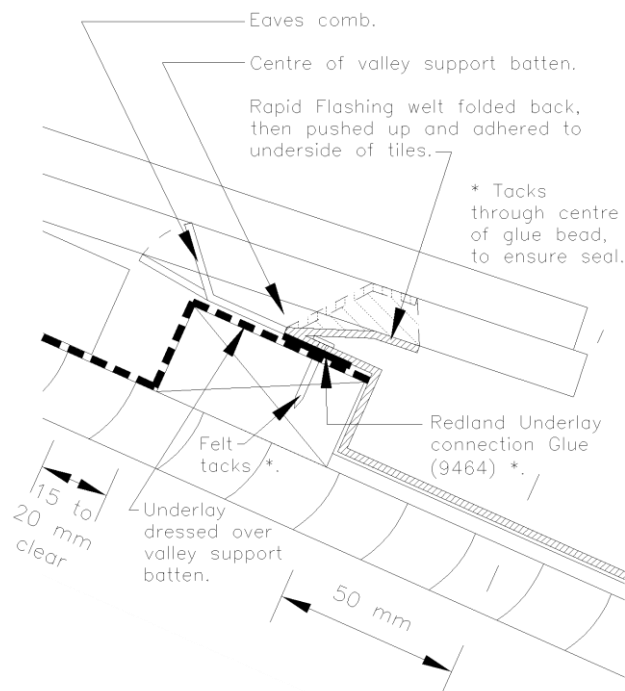 Eaves comb.
Centre of valley support batten.
Rapid Flashing welt folded back,
then pushed up and adhered to
underside of tiles.
* Tacks
through centre
of glue bead,
to ensure seal.
Redland Underlay
connection Glue
(9464) *.
Felt
tacks *.
Underlay
dressed over
valley support
batten.
15 to
20 mm
clear
50 mm